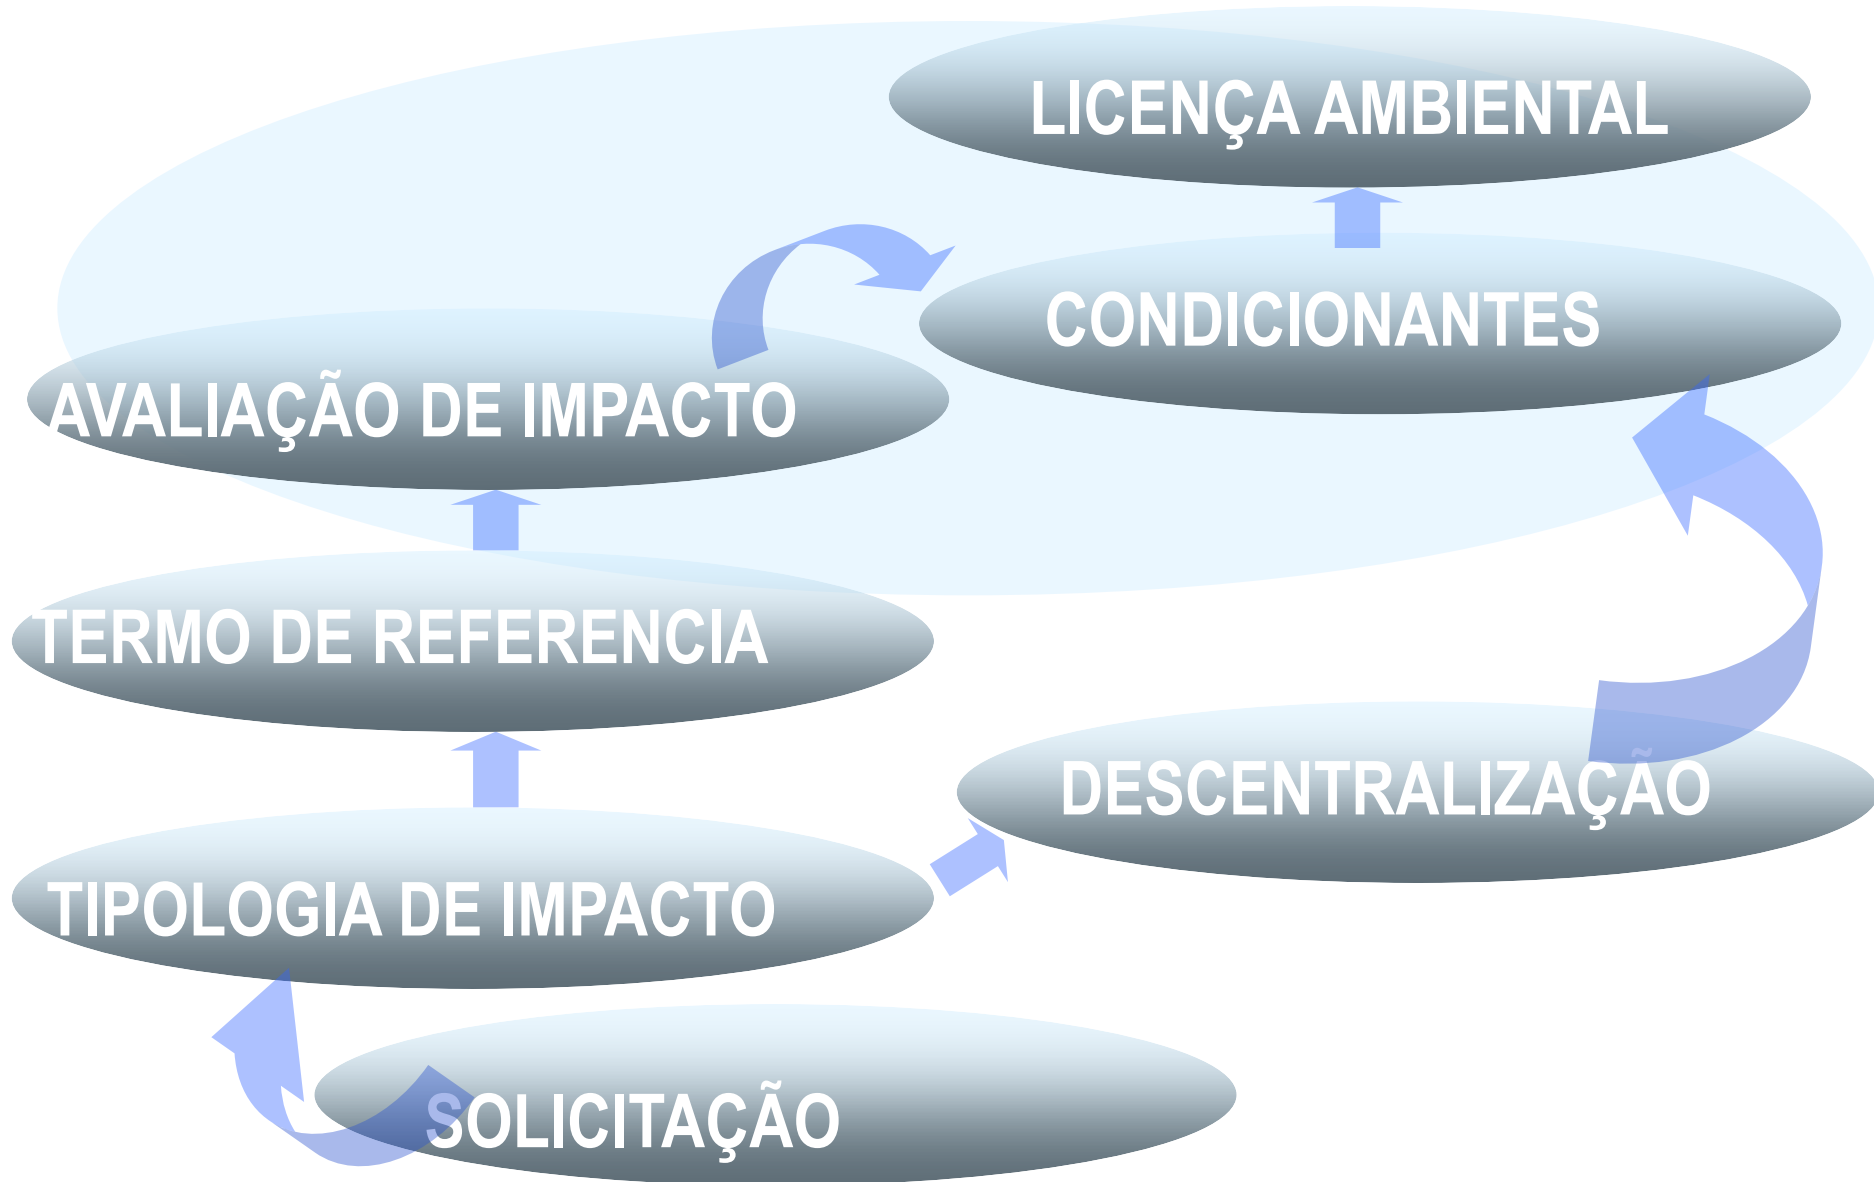 LICENÇA AMBIENTAL
CONDICIONANTES
AVALIAÇÃO DE IMPACTO
TERMO DE REFERENCIA
DESCENTRALIZAÇÃO
TIPOLOGIA DE IMPACTO
SOLICITAÇÃO